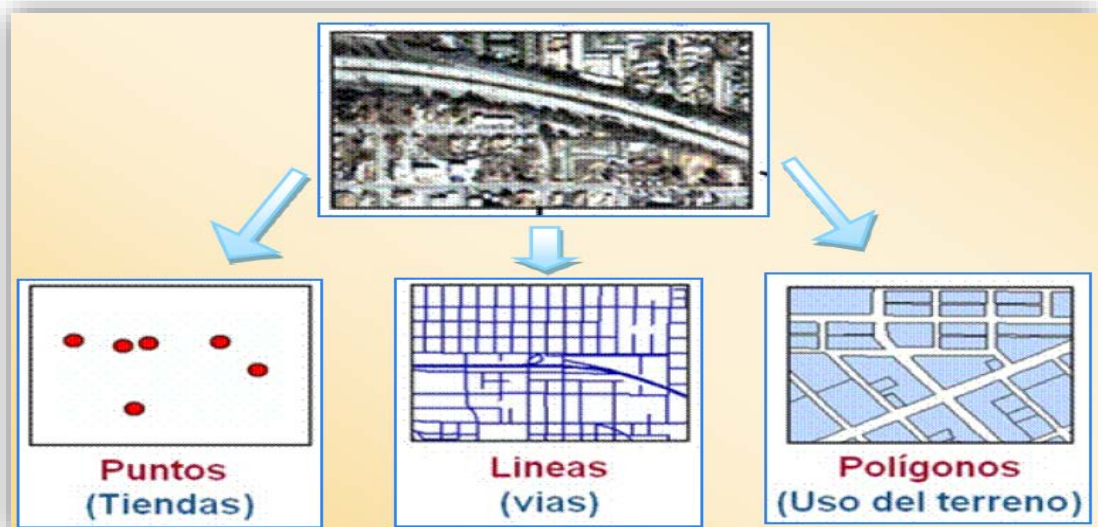 Puntos
(Tiendas)
Lineas
(vias)
Polígonos
(Uso del terreno)